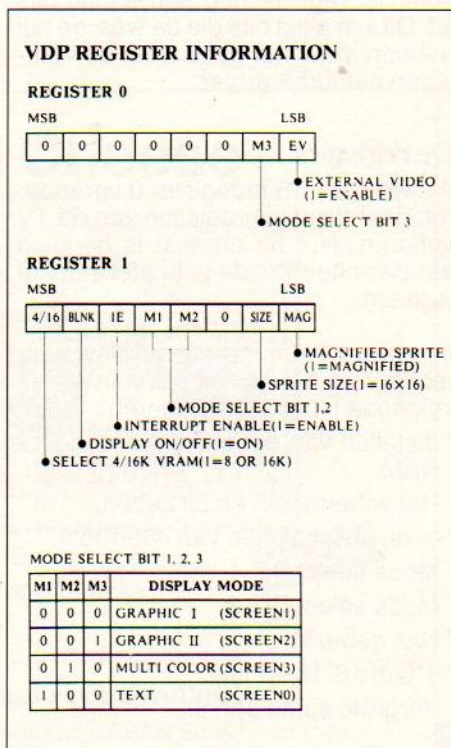 VDP REGISTER INFORMATION
REGISTER 0
MSB LSB
0 0 0 0 0 0 M3 EV
EXTERNAL VIDEO
(1=ENABLE)
MODE SELECT BIT 3
REGISTER 1
MSB LSB
4/16 BLNK IE M1 M2 0 SIZE MAG
MAGNIFIED SPRITE
(1=MAGNIFIED)
SPRITE SIZE(1=16×16)
MODE SELECT BIT 1,2
INTERRUPT ENABLE(1=ENABLE)
DISPLAY ON/OFF(1=ON)
SELECT 4/16K VRAM(1=8 OR 16K)
MODE SELECT BIT 1, 2, 3
M1 M2 M3 DISPLAY MODE
0 0 0 GRAPHIC I (SCREEN1)
0 0 1 GRAPHIC II (SCREEN2)
0 1 0 MULTI COLOR (SCREEN3)
1 0 0 TEXT (SCREEN0)